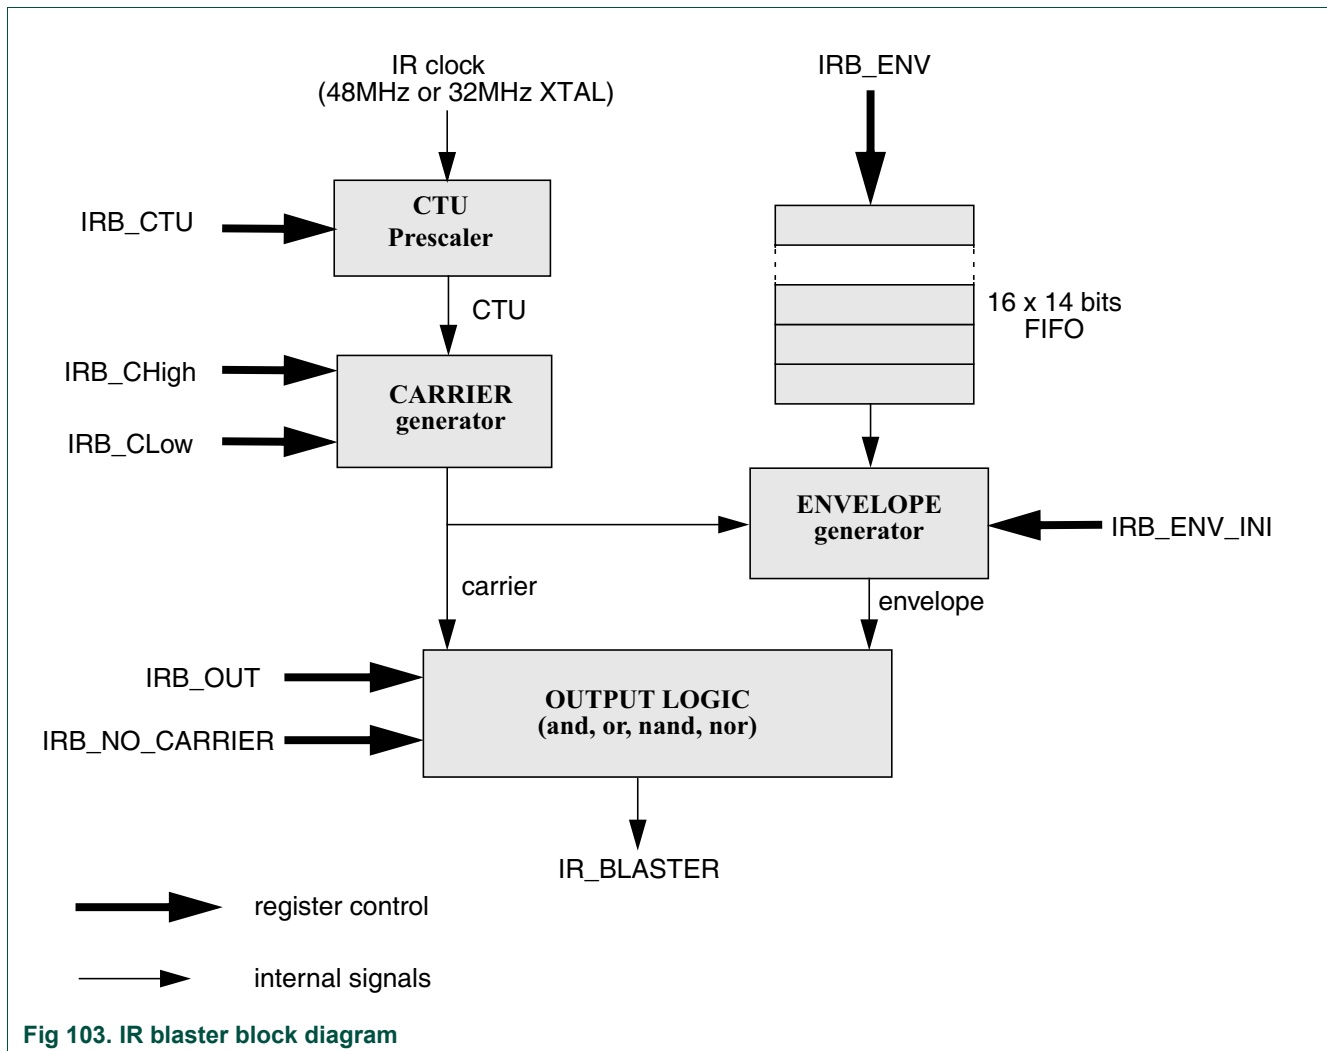 IR clock
(48MHz or 32MHz XTAL)
IRB_ENV
IRB_CTU
CTU
Prescaler
CTU
16 x 14 bits
FIFO
IRB_CHigh
IRB_CLow
CARRIER
generator
ENVELOPE
generator
IRB_ENV_INI
carrier
envelope
IRB_OUT
IRB_NO_CARRIER
OUTPUT LOGIC
(and, or, nand, nor)
IR_BLASTER
register control
internal signals
Fig 103. IR blaster block diagram